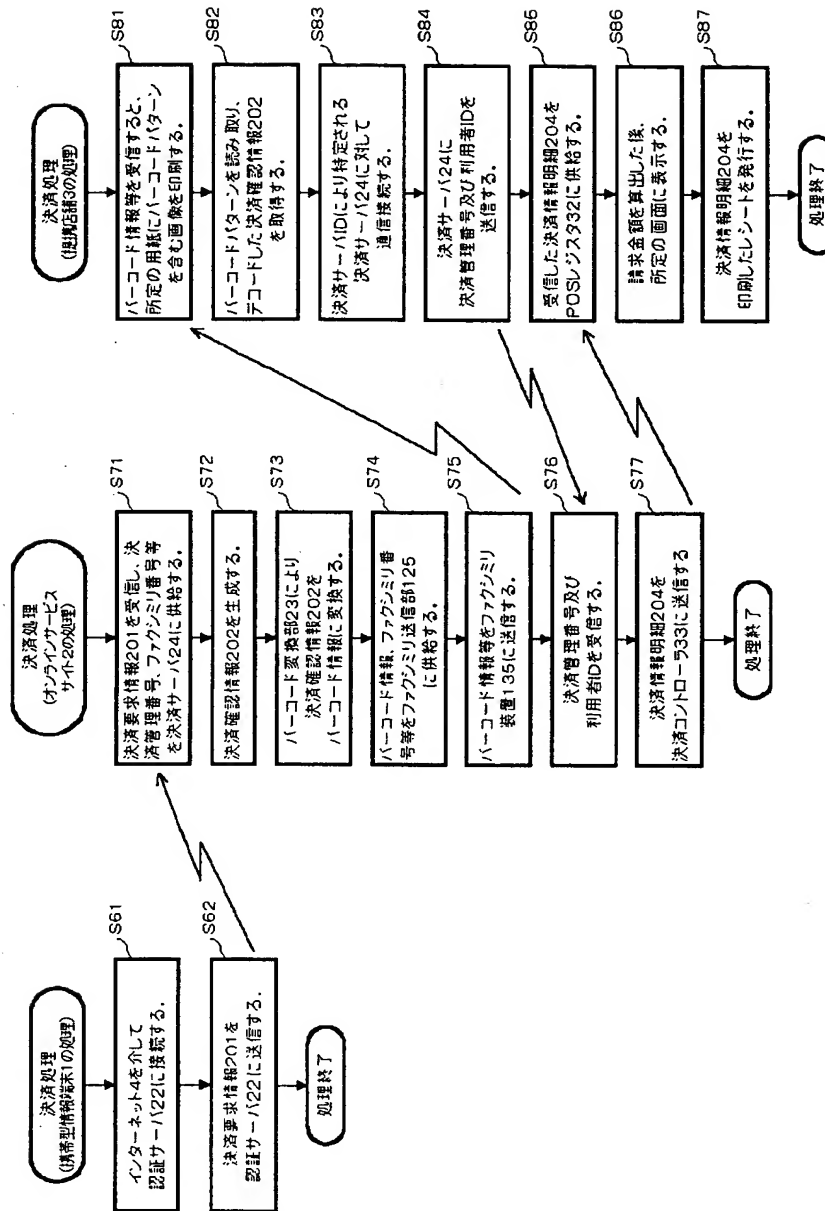 決済処理
(携帯型情報端末1の処理)
S61
インターネット4を介して
認証サーバ22に接続する.
S62
決済要求情報201を
認証サーバ22に送信する.
処理終了
決済処理
(オンラインサービス
サイト2の処理)
S71
決済要求情報201を受信し、決
済管理番号、ファクシミリ番号等
を決済サーバ24に供給する.
S72
決済確認情報202を生成する.
S73
バーコード変換部23により
決済確認情報202を
バーコード情報に変換する.
S74
バーコード情報、ファクシミリ番
号等をファクシミリ送信部125
に供給する.
S75
バーコード情報等をファクシミリ
装置135に送信する.
S76
決済管理番号及び
利用者IDを受信する.
S77
決済情報明細204を
決済コントローラ33に送信する
処理終了
決済処理
(提携店舗3の処理)
S81
バーコード情報等を受信すると、
所定の用紙にバーコードパターン
を含む画像を印刷する.
S82
バーコードパターンを読み取り、
デコードした決済確認情報202
を取得する.
S83
決済サーバIDにより特定される
決済サーバ24に対して
通信接続する.
S84
決済サーバ24に
決済管理番号及び利用者IDを
送信する.
S85
受信した決済情報明細204を
POSレジスタ32に供給する.
S86
請求金額を算出した後、
所定の画面に表示する.
S87
決済情報明細204を
印刷したレシートを発行する.
処理終了